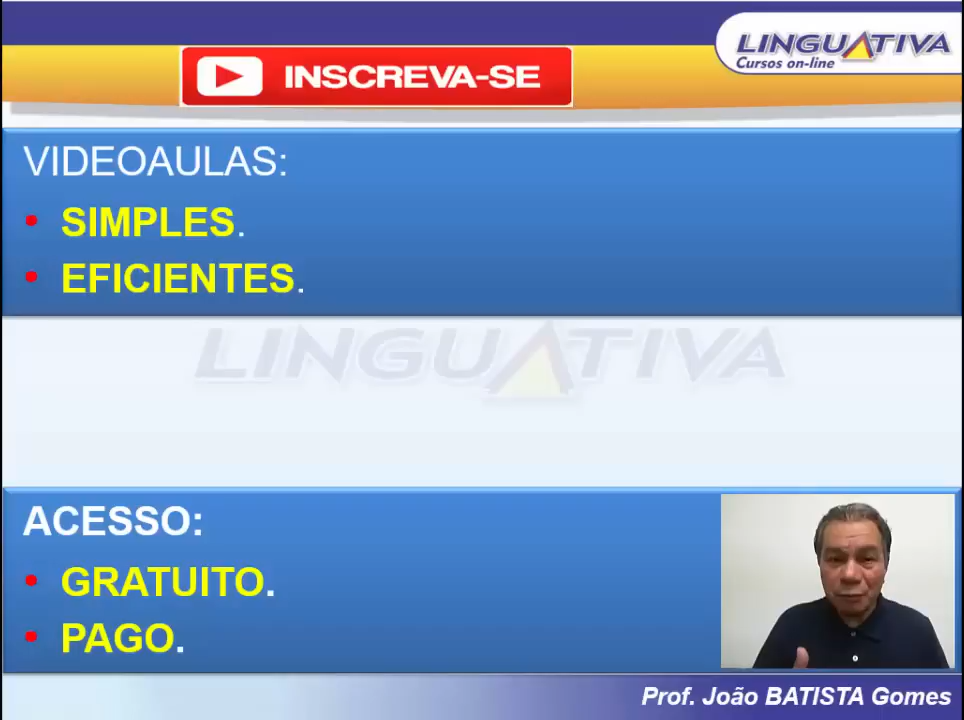 INSCREVA-SE
LINGUATIVA
Cursos on-line
VIDEOAULAS:
• SIMPLES.
• EFICIENTES.
LINGUATIVA
ACESSO:
• GRATUITO.
• PAGO.
Prof. João BATISTA Gomes